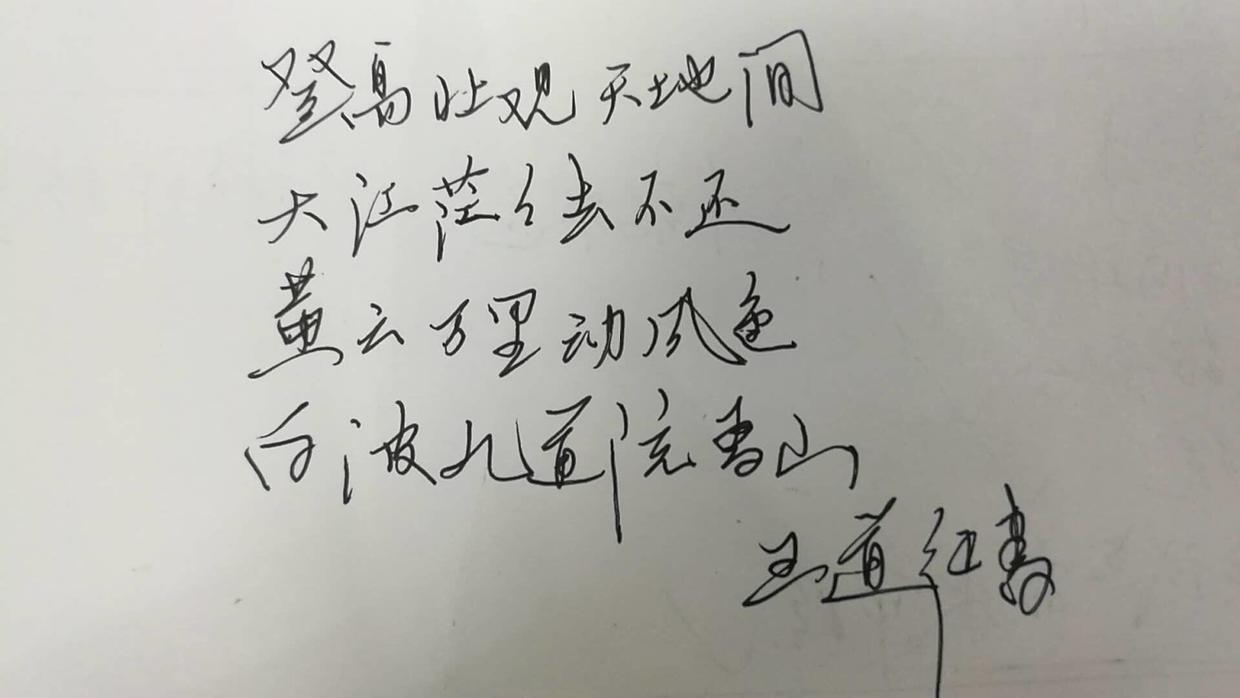 登高壮观天地间
大江茫々去不还
黄云万里动风色
白波九道流雪山
王道红书